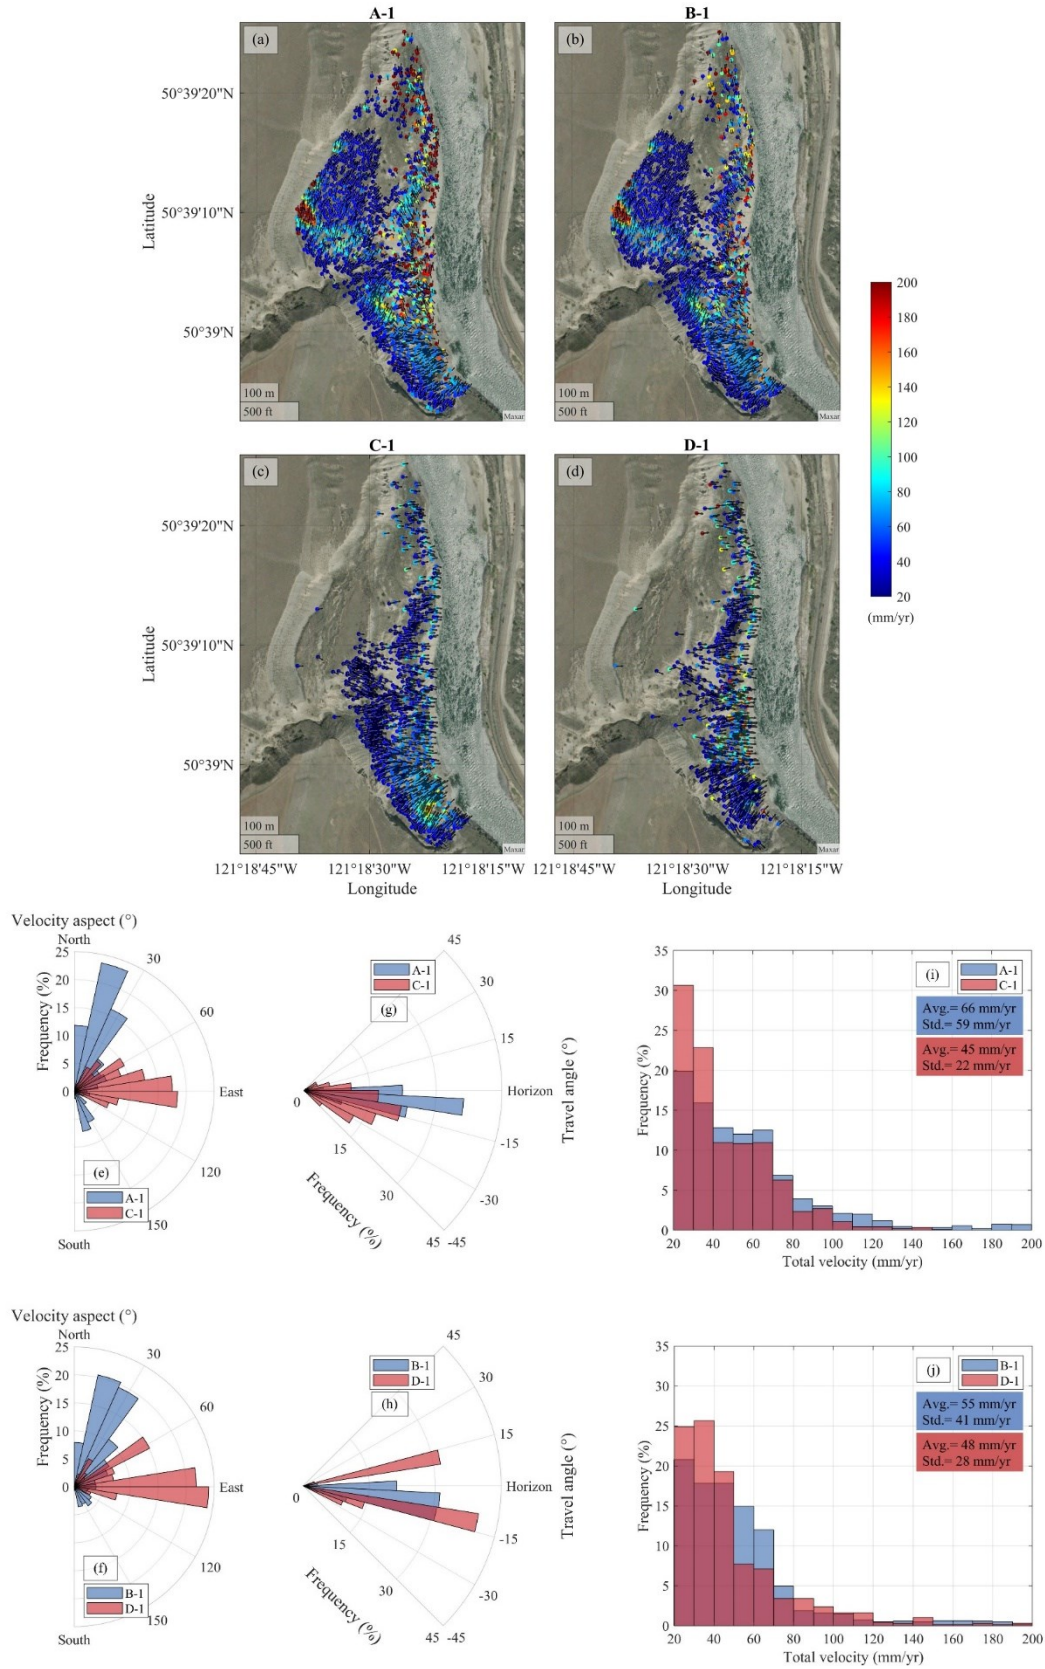 A-1
B-1
(a)
(b)
50°39'20"N
50°39'10"N
50°39'N
Latitude
100 m
500 ft
Maxar
100 m
500 ft
Maxar
200
180
160
140
120
100
80
60
40
20
(mm/yr)
C-1
D-1
(c)
(d)
50°39'20"N
50°39'10"N
50°39'N
Latitude
100 m
500 ft
Maxar
100 m
500 ft
Maxar
121°18'45"W
121°18'30"W
121°18'15"W
121°18'45"W
121°18'30"W
121°18'15"W
Longitude
Longitude
Velocity aspect (°)
North
25
20
15
10
5
0
Frequency (%)
30
60
East
120
150
South
(e)
A-1
C-1
A-1
C-1
(g)
45
30
15
Horizon
-15
-30
45 -45
0
15
30
Frequency (%)
Travel angle (°)
35
30
25
20
15
10
5
0
Frequency (%)
(i)
A-1
C-1
Avg.= 66 mm/yr
Std.= 59 mm/yr
Avg.= 45 mm/yr
Std.= 22 mm/yr
20 40 60 80 100 120 140 160 180 200
Total velocity (mm/yr)
Velocity aspect (°)
North
25
20
15
10
5
0
Frequency (%)
30
60
East
120
150
South
(f)
B-1
D-1
B-1
D-1
(h)
45
30
15
Horizon
-15
-30
45 -45
0
15
30
Frequency (%)
Travel angle (°)
35
30
25
20
15
10
5
0
Frequency (%)
(j)
B-1
D-1
Avg.= 55 mm/yr
Std.= 41 mm/yr
Avg.= 48 mm/yr
Std.= 28 mm/yr
20 40 60 80 100 120 140 160 180 200
Total velocity (mm/yr)